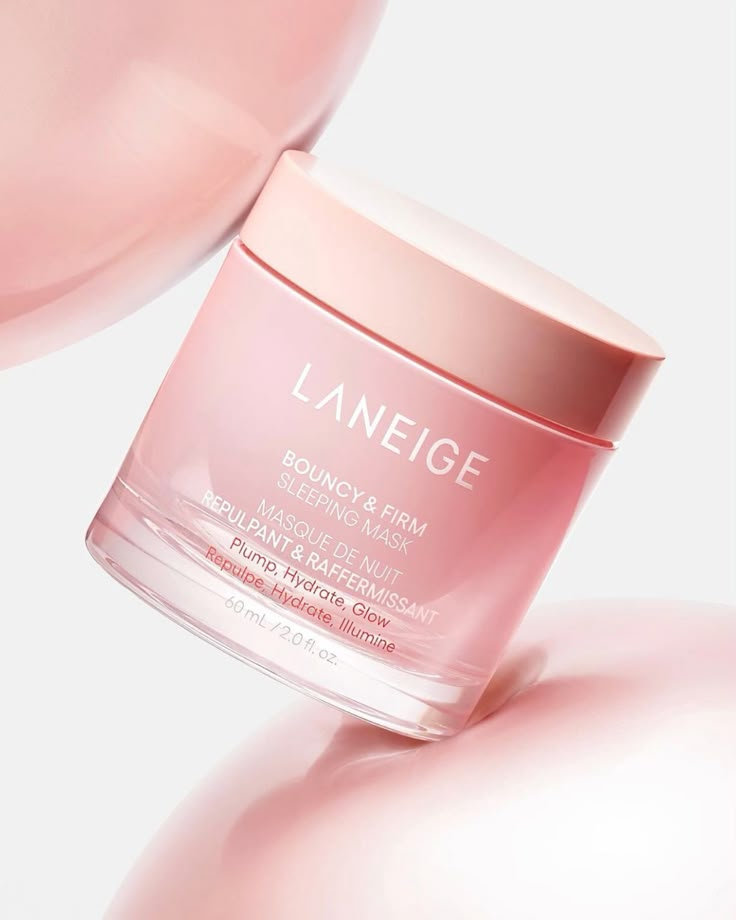 LANEIGE
BOUNCY & FIRM
SLEEPING MASK
MASQUE DE NUIT
REPULPANT & RAFFERMISSANT
Plump, Hydrate, Glow
Repulpe, Hydrate, Illumine
60 mL / 2.0 fl. oz.